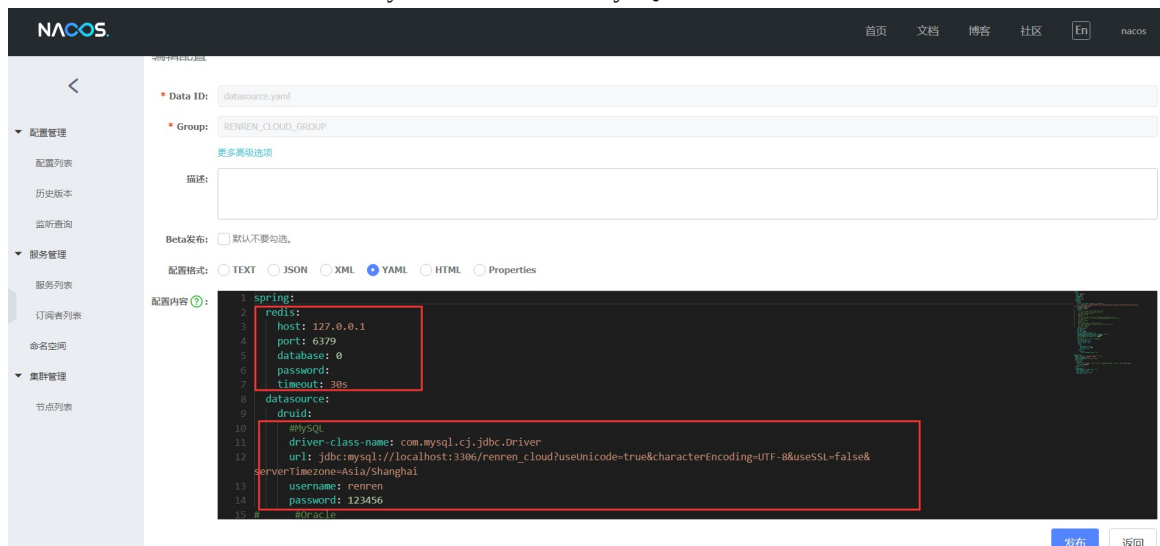 NACOS.
首页 文档 博客 社区 En nacos
编辑配置
* Data ID: datasource.yaml
▼ 配置管理
* Group: RENREN_CLOUD_GROUP
更多高级选项
配置列表
描述:
历史版本
监听查询
Beta发布: 默认不要勾选。
▼ 服务管理
配置格式: TEXT JSON XML YAML HTML Properties
服务列表
配置内容 ? :
订阅者列表
命名空间
▼ 集群管理
节点列表
1 spring:
2 redis:
3 host: 127.0.0.1
4 port: 6379
5 database: 0
6 password:
7 timeout: 30s
8 datasource:
9 druid:
10 #MySQL
11 driver-class-name: com.mysql.cj.jdbc.Driver
12 url: jdbc:mysql://localhost:3306/renren_cloud?useUnicode=true&characterEncoding=UTF-8&useSSL=false&
serverTimezone=Asia/Shanghai
13 username: renren
14 password: 123456
15 # #Oracle
发布 返回